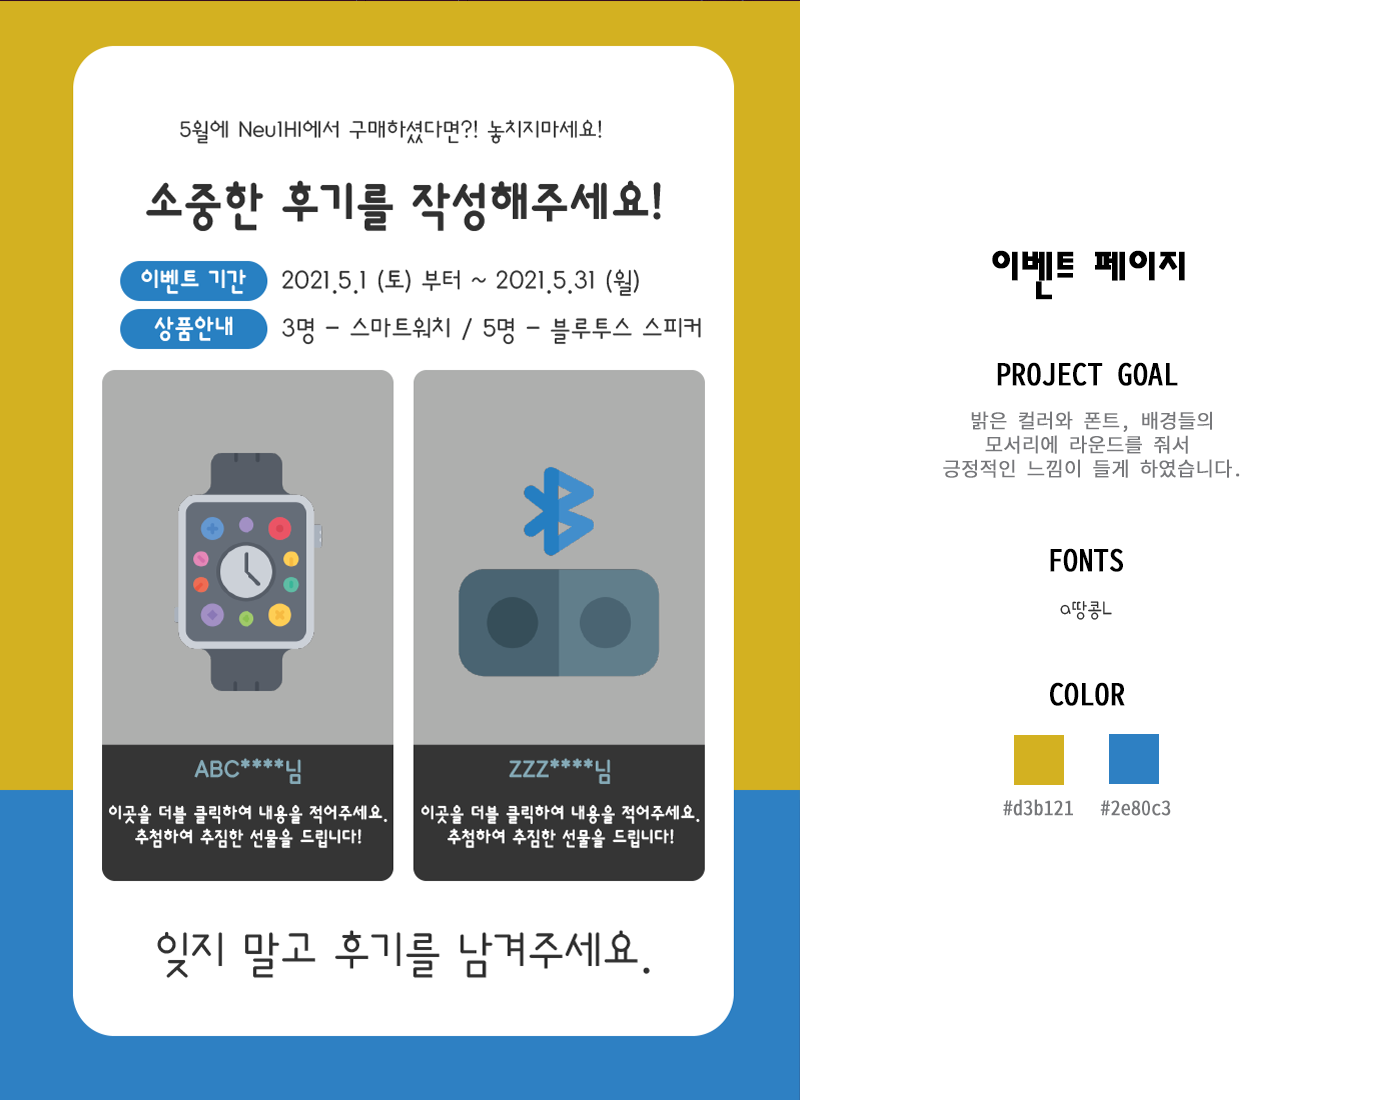 5월에 Neu1HI에서 구매하셨다면?! 놓치지마세요!
소중한 후기를 작성해주세요!
이벤트 기간 2021.5.1 (토) 부터 ~ 2021.5.31 (월)
상품안내 3명 - 스마트워치 / 5명 - 블루투스 스피커
ABC****님
이곳을 더블 클릭하여 내용을 적어주세요.
추첨하여 추짐한 선물을 드립니다!
ZZZ****님
이곳을 더블 클릭하여 내용을 적어주세요.
추첨하여 추짐한 선물을 드립니다!
잊지 말고 후기를 남겨주세요.
이벤트 페이지
PROJECT GOAL
밝은 컬러와 폰트, 배경들의
모서리에 라운드를 줘서
긍정적인 느낌이 들게 하였습니다.
FONTS
a땅콩L
COLOR
#d3b121 #2e80c3